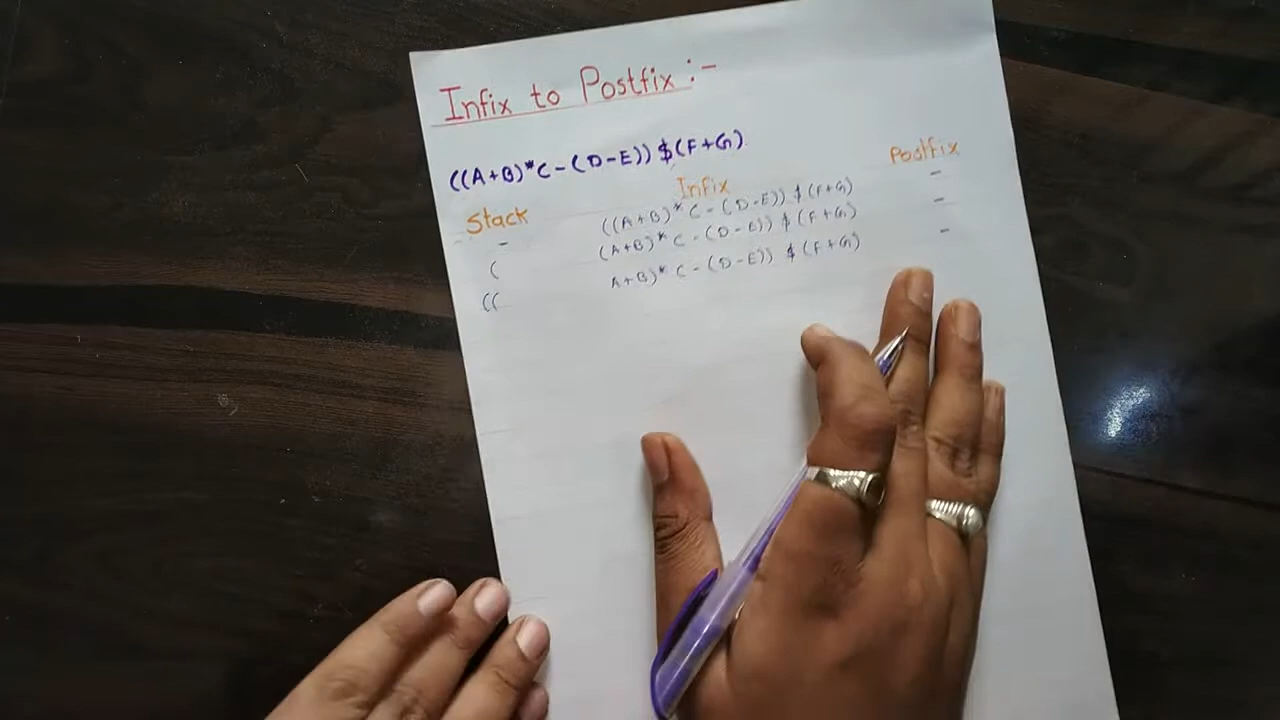 Infix to Postfix :-
((A+B)*C-(D-E)) $(F+G)
Stack Infix Postfix
- ((A+B)*C-(D-E)) $(F+G) -
( (A+B)*C-(D-E)) $(F+G) -
(( A+B)*C-(D-E)) $(F+G) -